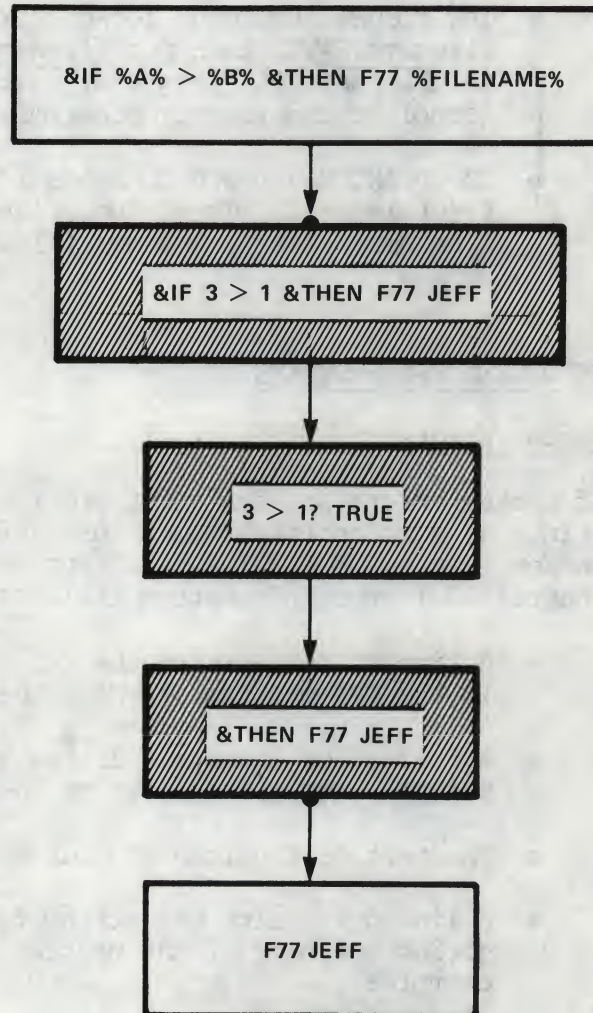 &IF %A% > %B% &THEN F77 %FILENAME%
&IF 3 > 1 &THEN F77 JEFF
3 > 1? TRUE
&THEN F77 JEFF
F77 JEFF